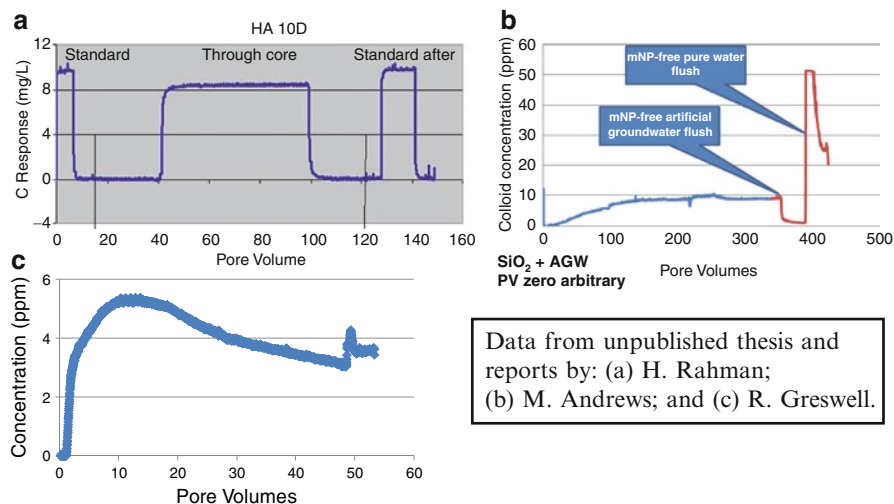 a
HA 10D
12
8
4
0
−4
C Response (mg/L)
Standard
Through core
Standard after
0
20
40
60
80
100
120
140
160
Pore Volume
b
60
50
40
30
20
10
0
Colloid concentration (ppm)
mNP-free pure water
flush
mNP-free artificial
groundwater flush
0
100
200
300
400
500
SiO₂ + AGW
PV zero arbitrary
Pore Volumes
c
6
4
2
0
Concentration (ppm)
0
10
20
30
40
50
60
Pore Volumes
Data from unpublished thesis and
reports by: (a) H. Rahman;
(b) M. Andrews; and (c) R. Greswell.